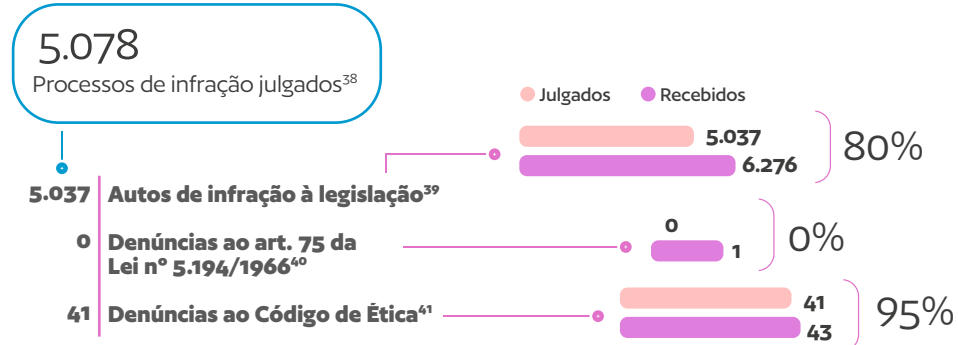 5.078
Processos de infração julgados³⁸
Julgados Recebidos
5.037
6.276
80%
5.037 Autos de infração à legislação³⁹
0 Denúncias ao art. 75 da
Lei nº 5.194/1966⁴⁰
0
1
0%
41 Denúncias ao Código de Ética⁴¹
41
43
95%